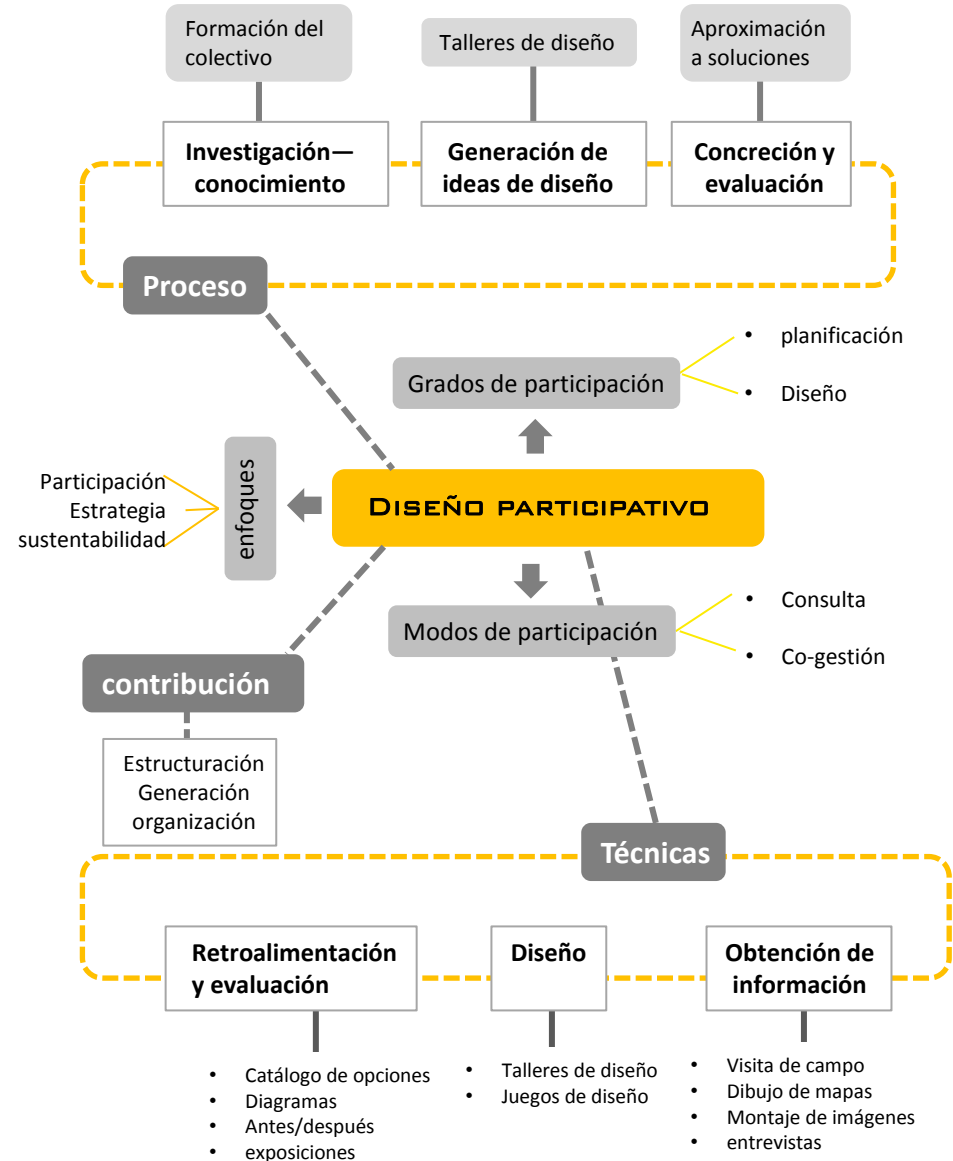 Formación del
colectivo
Talleres de diseño
Aproximación
a soluciones
Investigación—
conocimiento
Generación de
ideas de diseño
Concreción y
evaluación
Proceso
Grados de participación
• planificación
• Diseño
enfoques
Participación
Estrategia
sustentabilidad
Diseño participativo
Modos de participación
• Consulta
• Co-gestión
contribución
Estructuración
Generación
organización
Técnicas
Retroalimentación
y evaluación
Diseño
Obtención de
información
• Catálogo de opciones
• Diagramas
• Antes/después
• exposiciones
• Talleres de diseño
• Juegos de diseño
• Visita de campo
• Dibujo de mapas
• Montaje de imágenes
• entrevistas